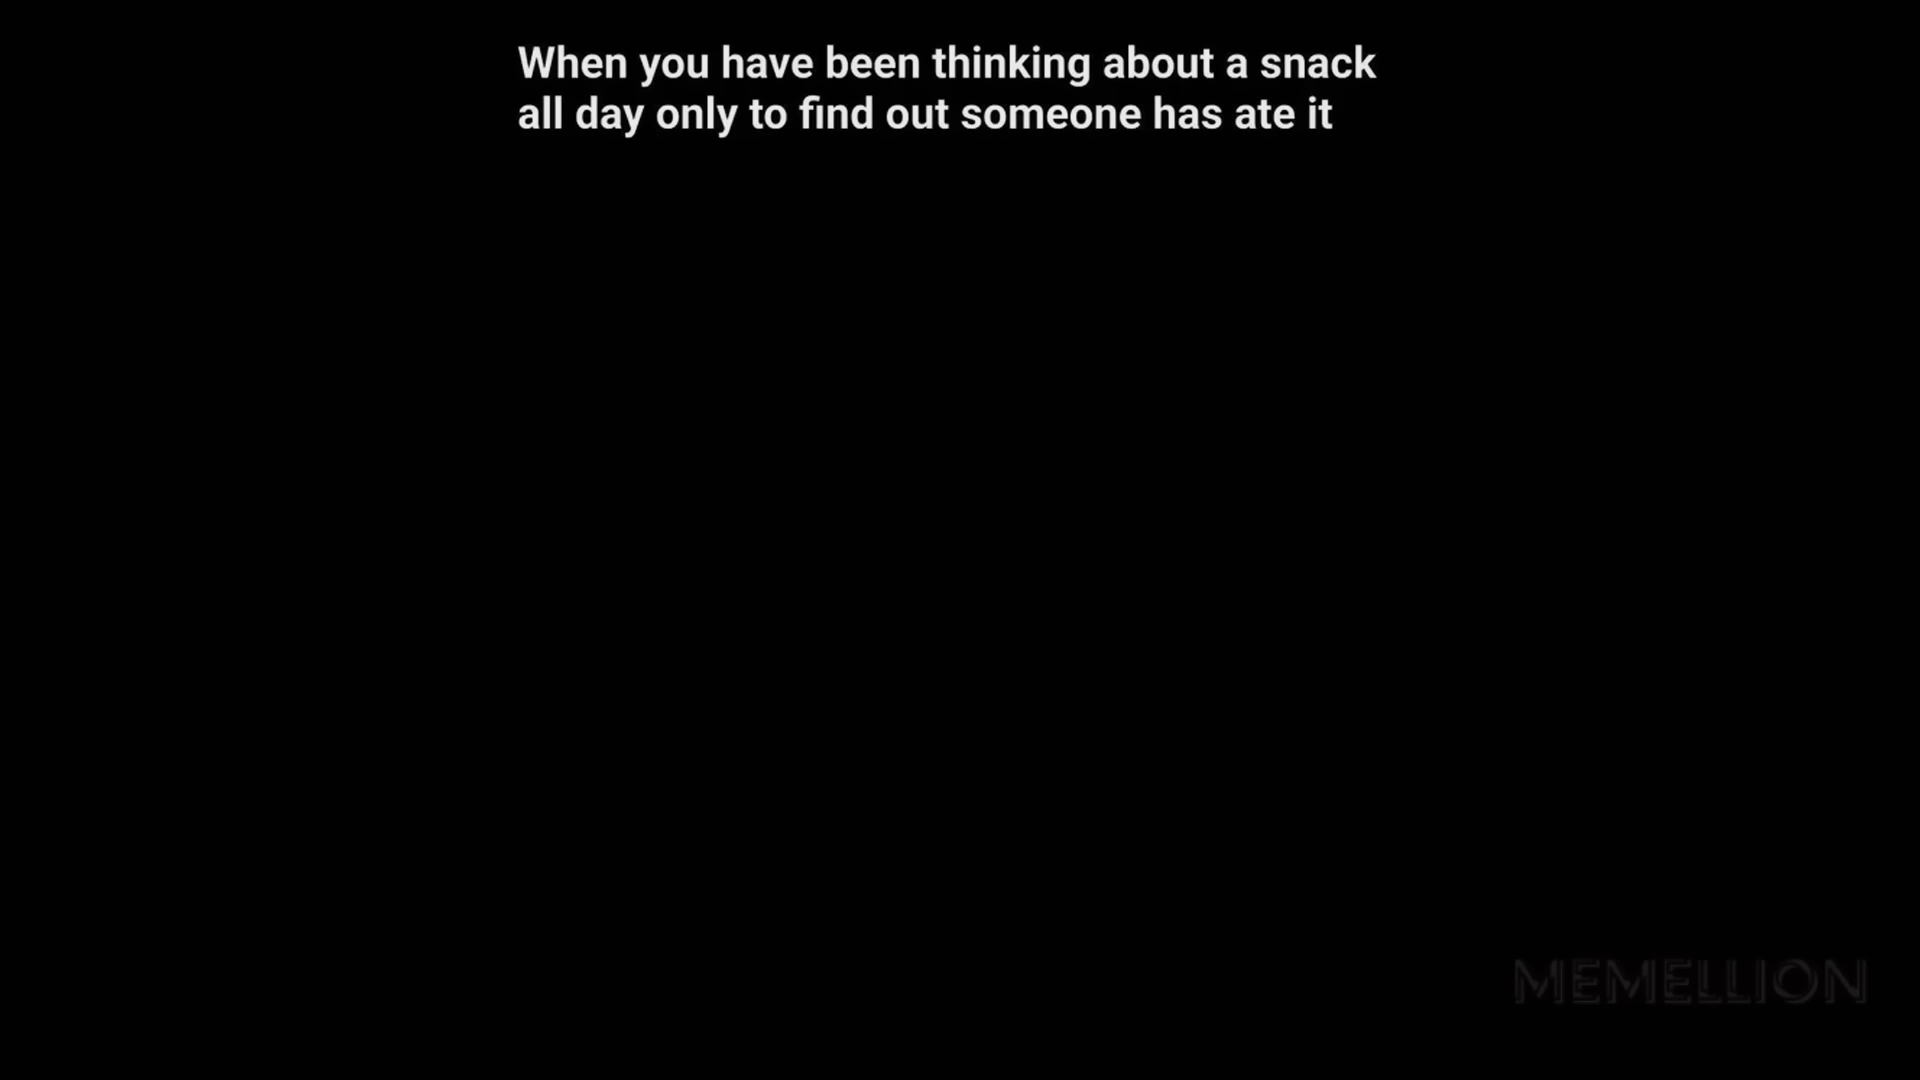 When you have been thinking about a snack
all day only to find out someone has ate it
MEMELLION